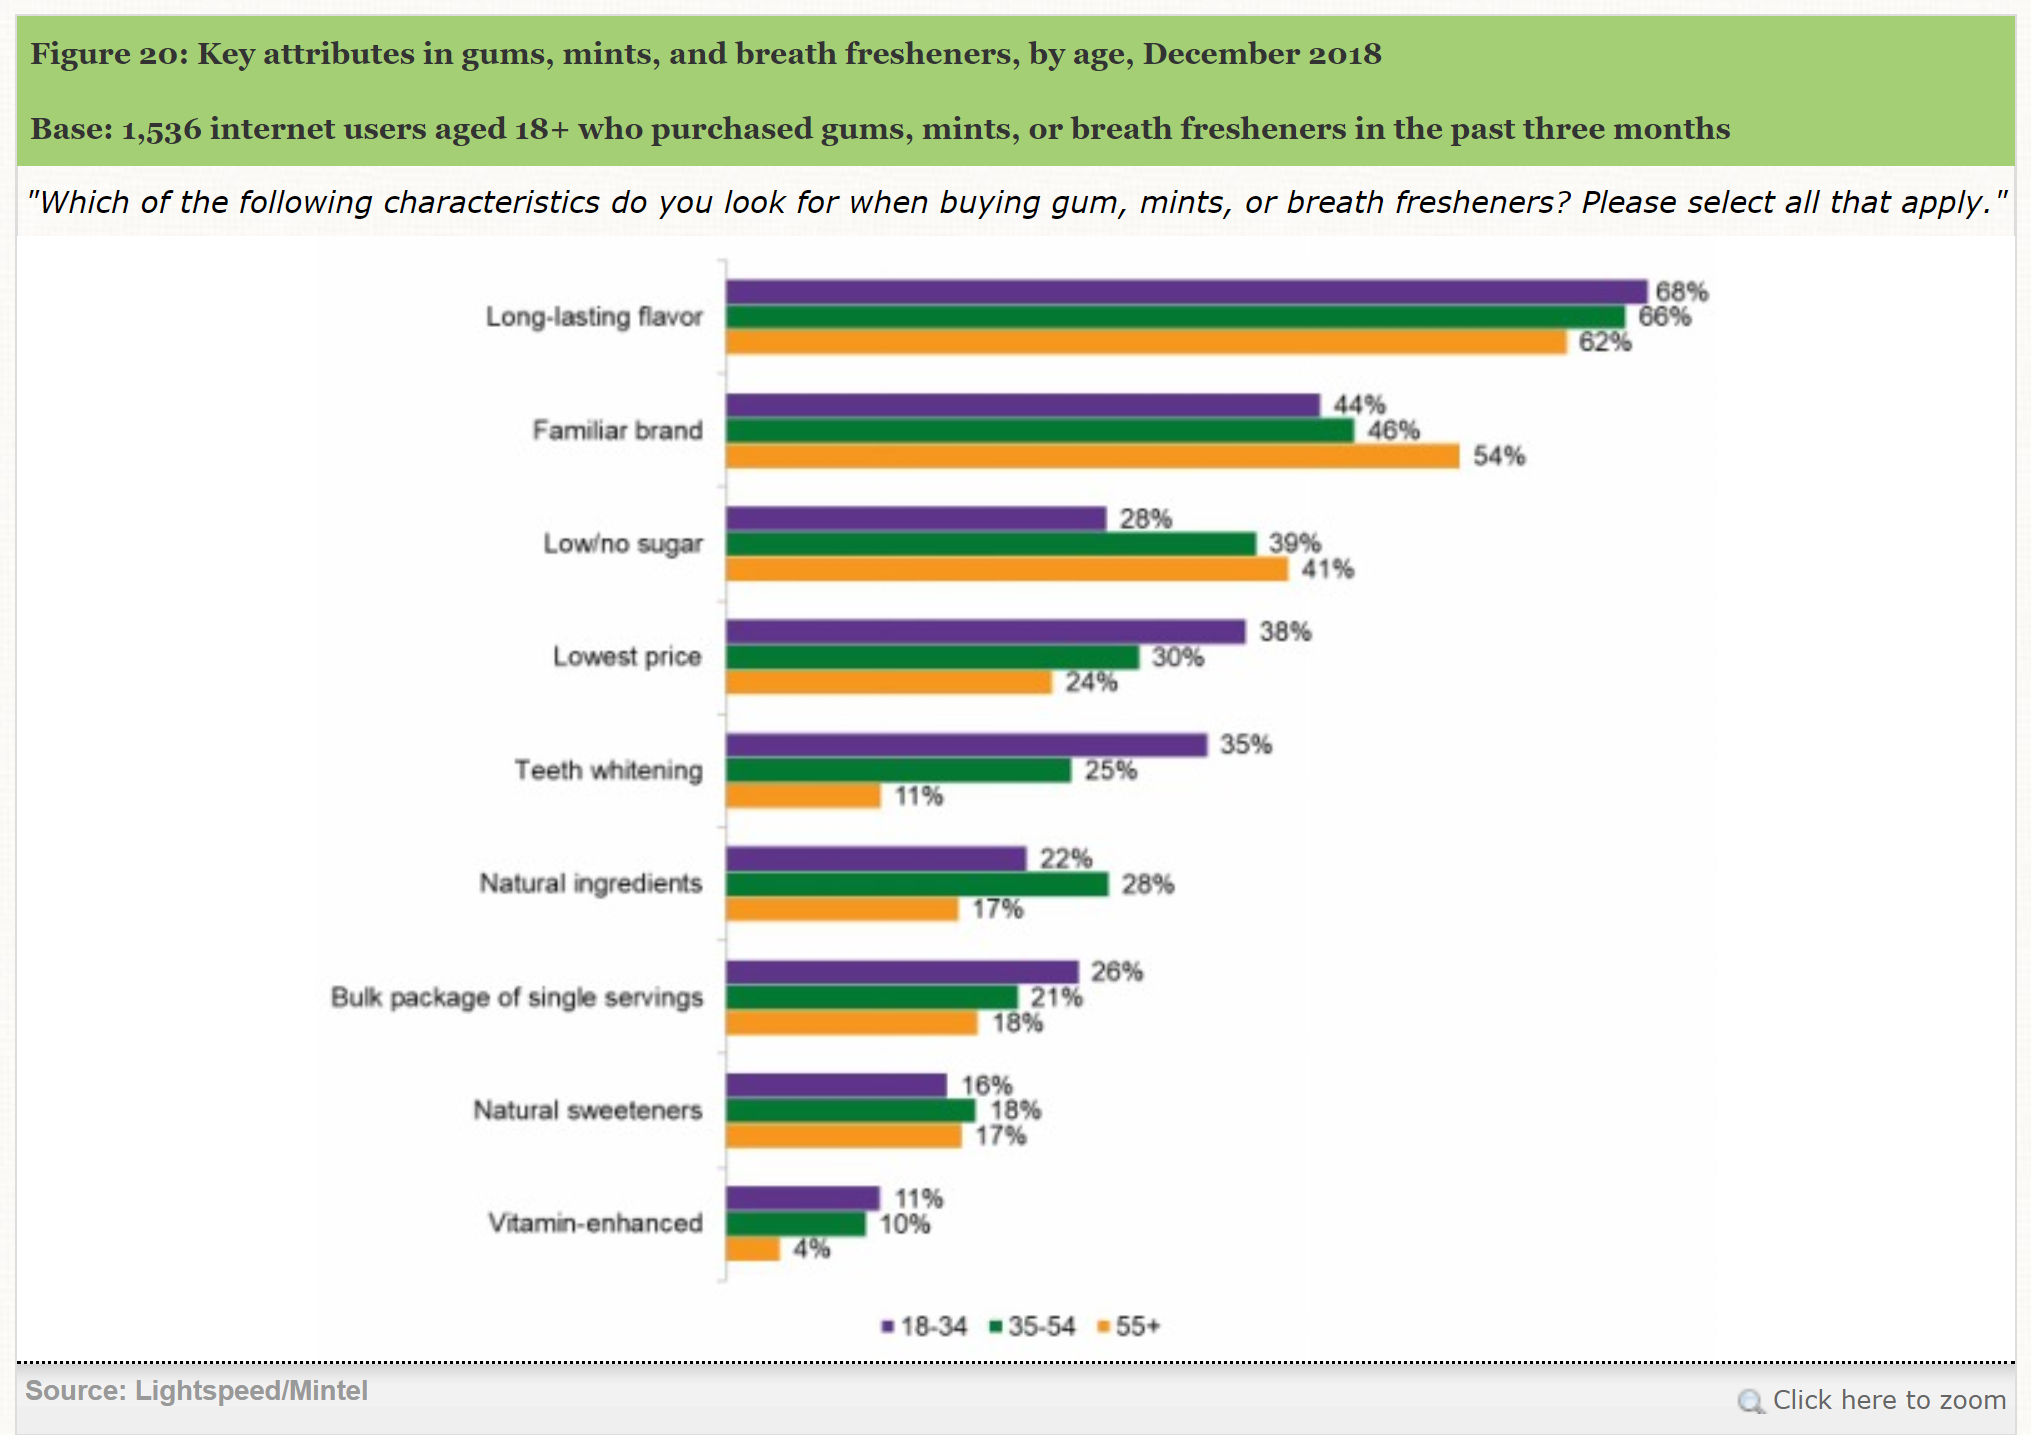 Figure 20: Key attributes in gums, mints, and breath fresheners, by age, December 2018
Base: 1,536 internet users aged 18+ who purchased gums, mints, or breath fresheners in the past three months
"Which of the following characteristics do you look for when buying gum, mints, or breath fresheners? Please select all that apply."
68%
Long-lasting flavor 66%
62%
44%
Familiar brand 46%
54%
28%
Low/no sugar 39%
41%
38%
Lowest price 30%
24%
35%
Teeth whitening 25%
11%
22%
Natural ingredients 28%
17%
26%
Bulk package of single servings 21%
18%
16%
Natural sweeteners 18%
17%
11%
Vitamin-enhanced 10%
4%
18-34 35-54 55+
Source: Lightspeed/Mintel
Click here to zoom